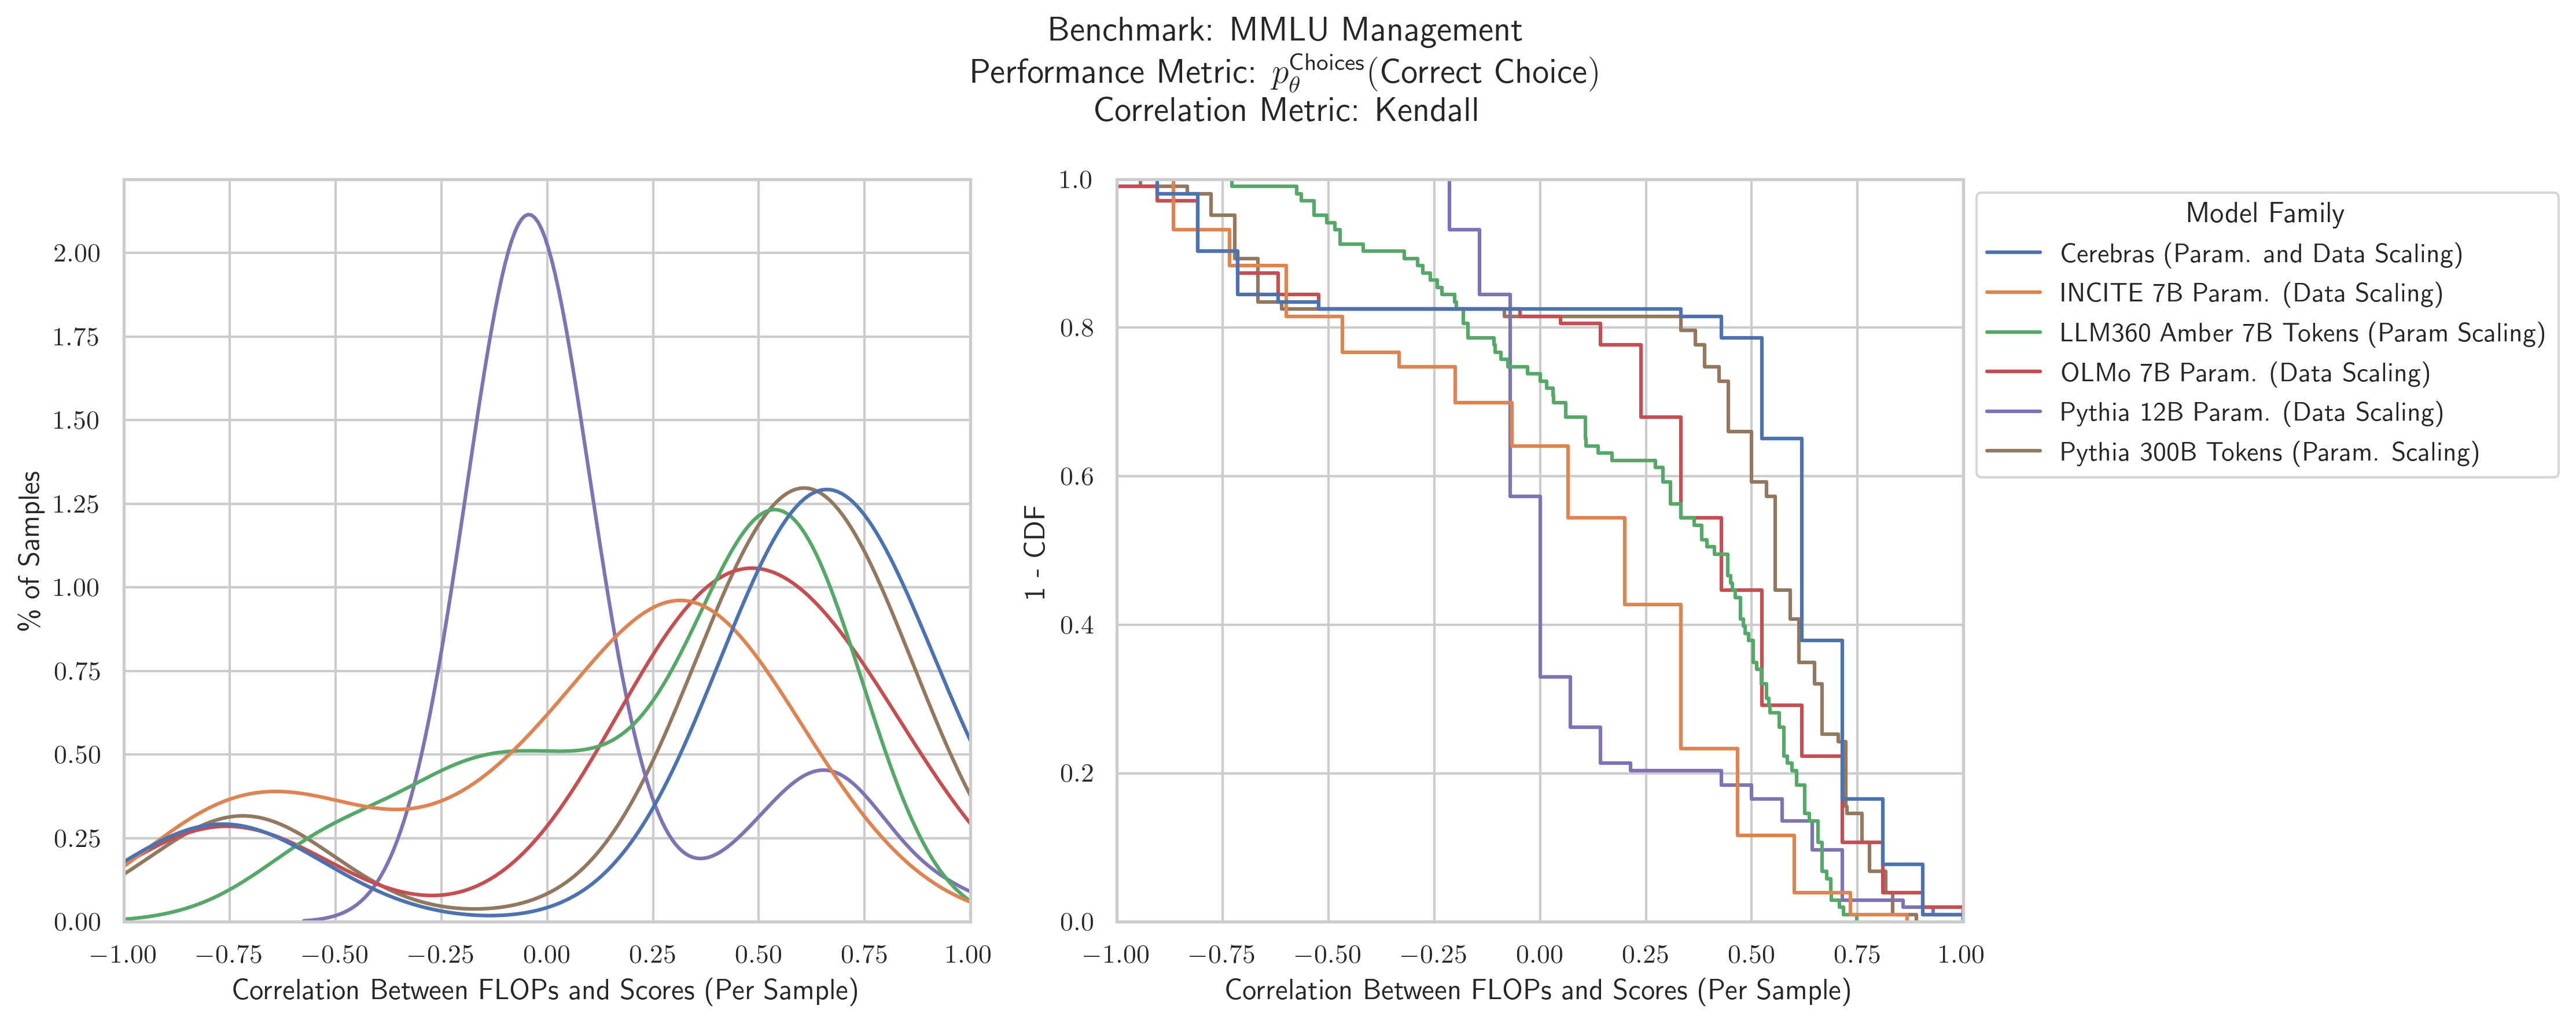 Benchmark: MMLU Management
Performance Metric: $p_{\theta}^{\text{Choices}}$(Correct Choice)
Correlation Metric: Kendall
% of Samples
2.00
1.75
1.50
1.25
1.00
0.75
0.50
0.25
0.00
−1.00 −0.75 −0.50 −0.25 0.00 0.25 0.50 0.75 1.00
Correlation Between FLOPs and Scores (Per Sample)
1 - CDF
1.0
0.8
0.6
0.4
0.2
0.0
−1.00 −0.75 −0.50 −0.25 0.00 0.25 0.50 0.75 1.00
Correlation Between FLOPs and Scores (Per Sample)
Model Family
Cerebras (Param. and Data Scaling)
INCITE 7B Param. (Data Scaling)
LLM360 Amber 7B Tokens (Param Scaling)
OLMo 7B Param. (Data Scaling)
Pythia 12B Param. (Data Scaling)
Pythia 300B Tokens (Param. Scaling)